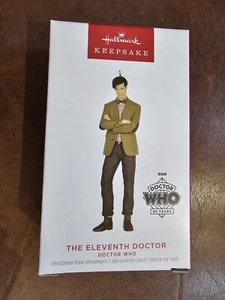 Hallmark
KEEPSAKE
BBC
DOCTOR
WHO
60 YEARS
THE ELEVENTH DOCTOR
DOCTOR WHO
christmas tree ornament | décoration pour l'arbre de noël